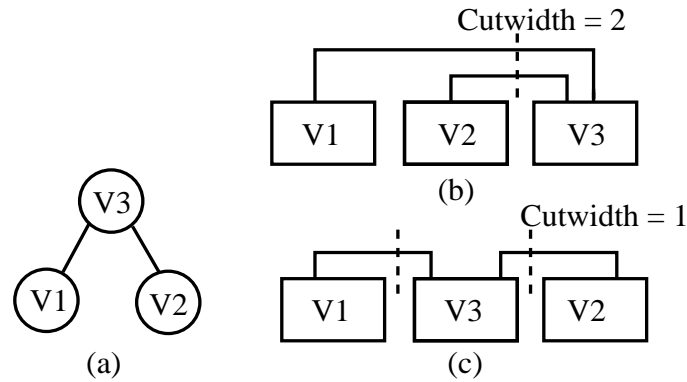 Cutwidth = 2
V1 V2 V3
(b)
V3
V1 V2
(a)
Cutwidth = 1
V1 V3 V2
(c)